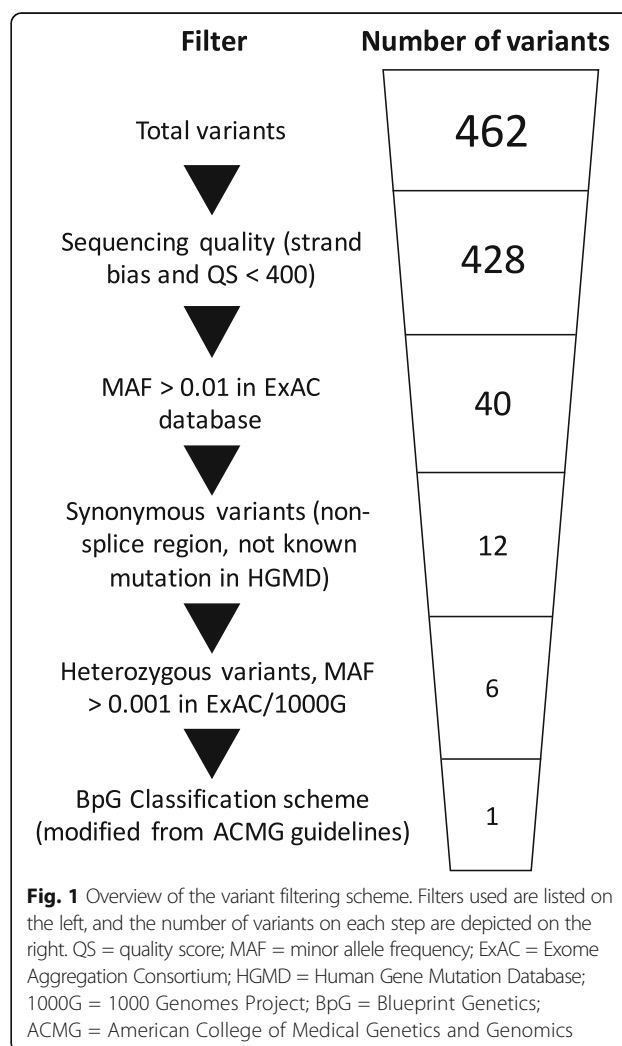 Filter Number of variants
Total variants 462
Sequencing quality (strand
bias and QS < 400) 428
MAF > 0.01 in ExAC
database 40
Synonymous variants (non-
splice region, not known
mutation in HGMD) 12
Heterozygous variants, MAF
> 0.001 in ExAC/1000G 6
BpG Classification scheme
(modified from ACMG guidelines) 1
Fig. 1 Overview of the variant filtering scheme. Filters used are listed on
the left, and the number of variants on each step are depicted on the
right. QS = quality score; MAF = minor allele frequency; ExAC = Exome
Aggregation Consortium; HGMD = Human Gene Mutation Database;
1000G = 1000 Genomes Project; BpG = Blueprint Genetics;
ACMG = American College of Medical Genetics and Genomics